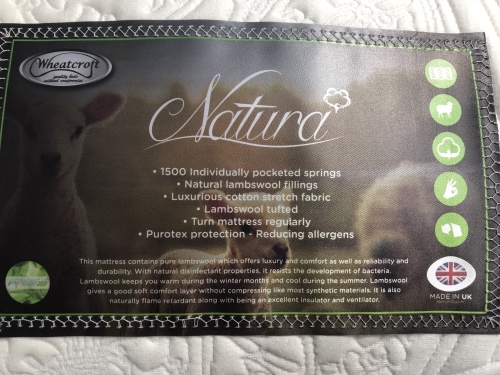 Wheatcroft
quality beds
without compromise
Natura
• 1500 Individually pocketed springs
• Natural lambswool fillings
• Luxurious cotton stretch fabric
• Lambswool tufted
• Turn mattress regularly
• Purotex protection - Reducing allergens
This mattress contains pure lambswool which offers luxury and comfort as well as reliability and
durability. With natural disinfectant properties, it resists the development of bacteria.
Lambswool keeps you warm during the winter months and cool during the summer. Lambswool
gives a good soft comfort layer without compressing like most synthetic materials. It is also
naturally flame retardant along with being an excellent insulator and ventilator.
MADE IN UK